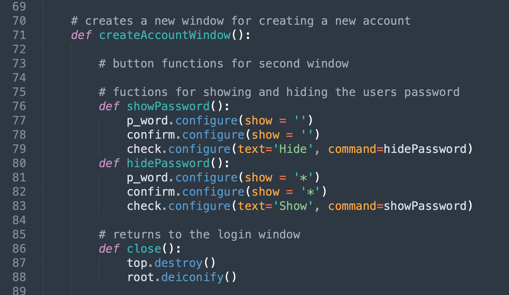 69
70 # creates a new window for creating a new account
71 def createAccountWindow():
72
73 # button functions for second window
74
75 # fuctions for showing and hiding the users password
76 def showPassword():
77 p_word.configure(show = '')
78 confirm.configure(show = '')
79 check.configure(text='Hide', command=hidePassword)
80 def hidePassword():
81 p_word.configure(show = '*')
82 confirm.configure(show = '*')
83 check.configure(text='Show', command=showPassword)
84
85 # returns to the login window
86 def close():
87 top.destroy()
88 root.deiconify()
89